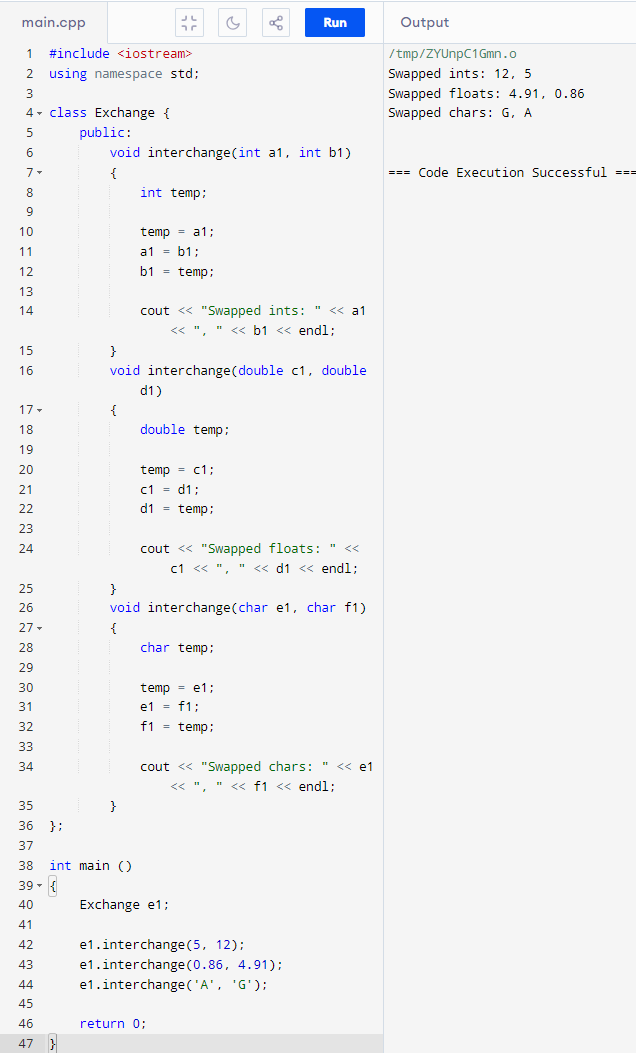 main.cpp Run Output
1 #include <iostream>
2 using namespace std;
3
4 class Exchange {
5 public:
6 void interchange(int a1, int b1)
7 {
8 int temp;
9
10 temp = a1;
11 a1 = b1;
12 b1 = temp;
13
14 cout << "Swapped ints: " << a1
<< ", " << b1 << endl;
15 }
16 void interchange(double c1, double
d1)
17 {
18 double temp;
19
20 temp = c1;
21 c1 = d1;
22 d1 = temp;
23
24 cout << "Swapped floats: " <<
c1 << ", " << d1 << endl;
25 }
26 void interchange(char e1, char f1)
27 {
28 char temp;
29
30 temp = e1;
31 e1 = f1;
32 f1 = temp;
33
34 cout << "Swapped chars: " << e1
<< ", " << f1 << endl;
35 }
36 };
37
38 int main ()
39 {
40 Exchange e1;
41
42 e1.interchange(5, 12);
43 e1.interchange(0.86, 4.91);
44 e1.interchange('A', 'G');
45
46 return 0;
47 }
/tmp/ZYUnpC1Gmn.o
Swapped ints: 12, 5
Swapped floats: 4.91, 0.86
Swapped chars: G, A
=== Code Execution Successful ===